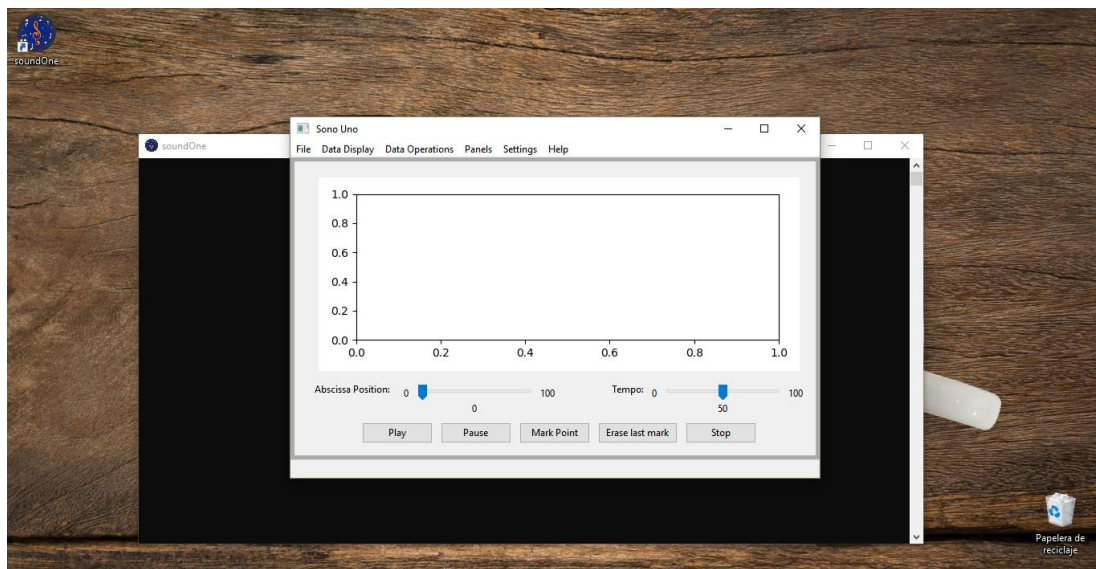 soundOne
soundOne
Sono Uno
File Data Display Data Operations Panels Settings Help
1.0
0.8
0.6
0.4
0.2
0.0
0.0 0.2 0.4 0.6 0.8 1.0
Abscissa Position: 0 100 Tempo: 0 100
0 50
Play Pause Mark Point Erase last mark Stop
Papelera de
reciclaje